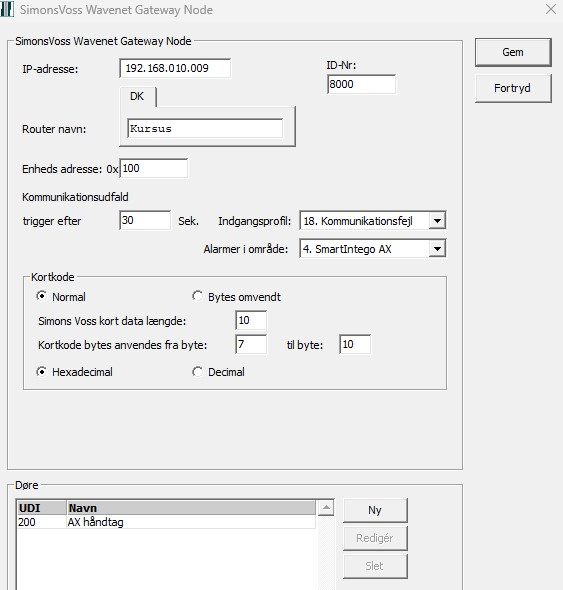 SimonsVoss Wavenet Gateway Node
SimonsVoss Wavenet Gateway Node
Gem
IP-adresse: 192.168.010.009 ID-Nr:
8000
Fortryd
DK
Router navn: Kursus
Enheds adresse: 0x 100
Kommunikationsudfald
trigger efter 30 Sek. Indgangsprofil: 18. Kommunikationsfejl
Alarmer i område: 4. SmartIntego AX
Kortkode
Normal Bytes omvendt
Simons Voss kort data længde: 10
Kortkode bytes anvendes fra byte: 7 til byte: 10
Hexadecimal Decimal
Døre
UDI Navn
200 AX håndtag
Ny
Redigér
Slet